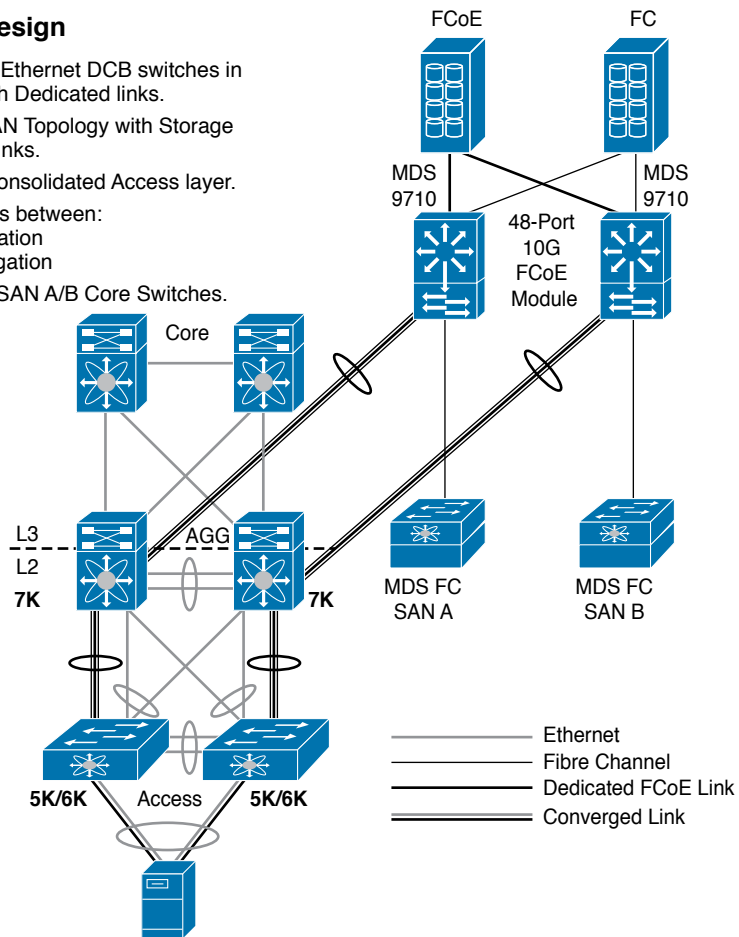 esign
Ethernet DCB switches in
h Dedicated links.
AN Topology with Storage
nks.
onsolidated Access layer.
s between:
ation
gation
SAN A/B Core Switches.
FCoE
FC
MDS
9710
MDS
9710
48-Port
10G
FCoE
Module
Core
L3
AGG
L2
7K
7K
MDS FC
SAN A
MDS FC
SAN B
5K/6K
Access
5K/6K
Ethernet
Fibre Channel
Dedicated FCoE Link
Converged Link